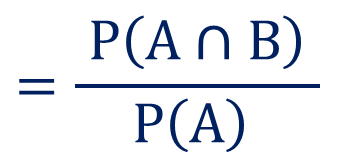 = P(A ∩ B)
P(A)